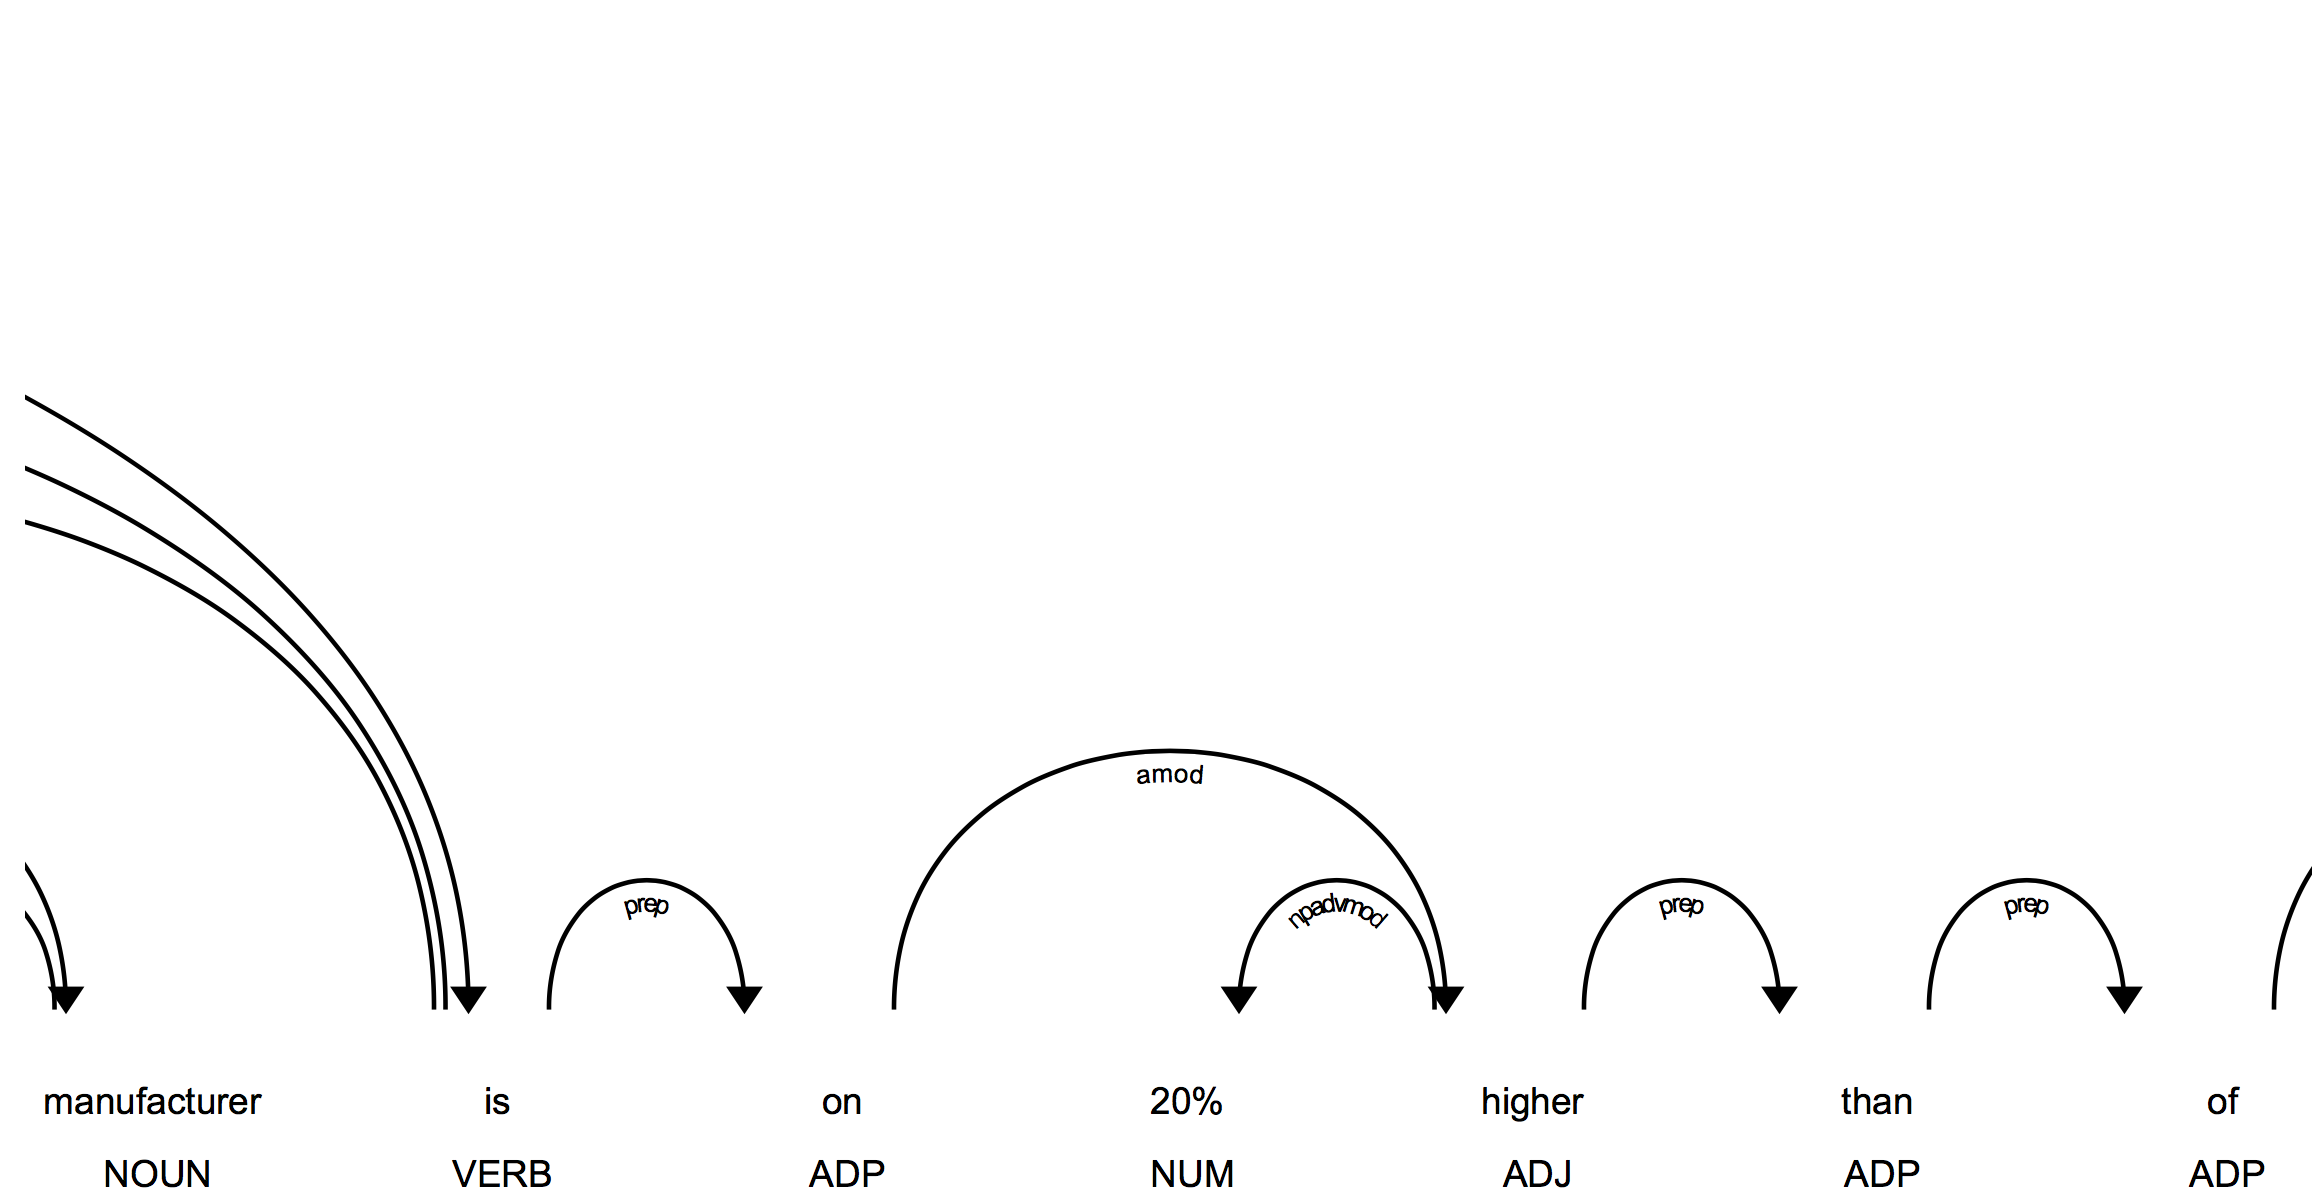 amod
prep npadvmod prep prep
manufacturer is on 20% higher than of
NOUN VERB ADP NUM ADJ ADP ADP